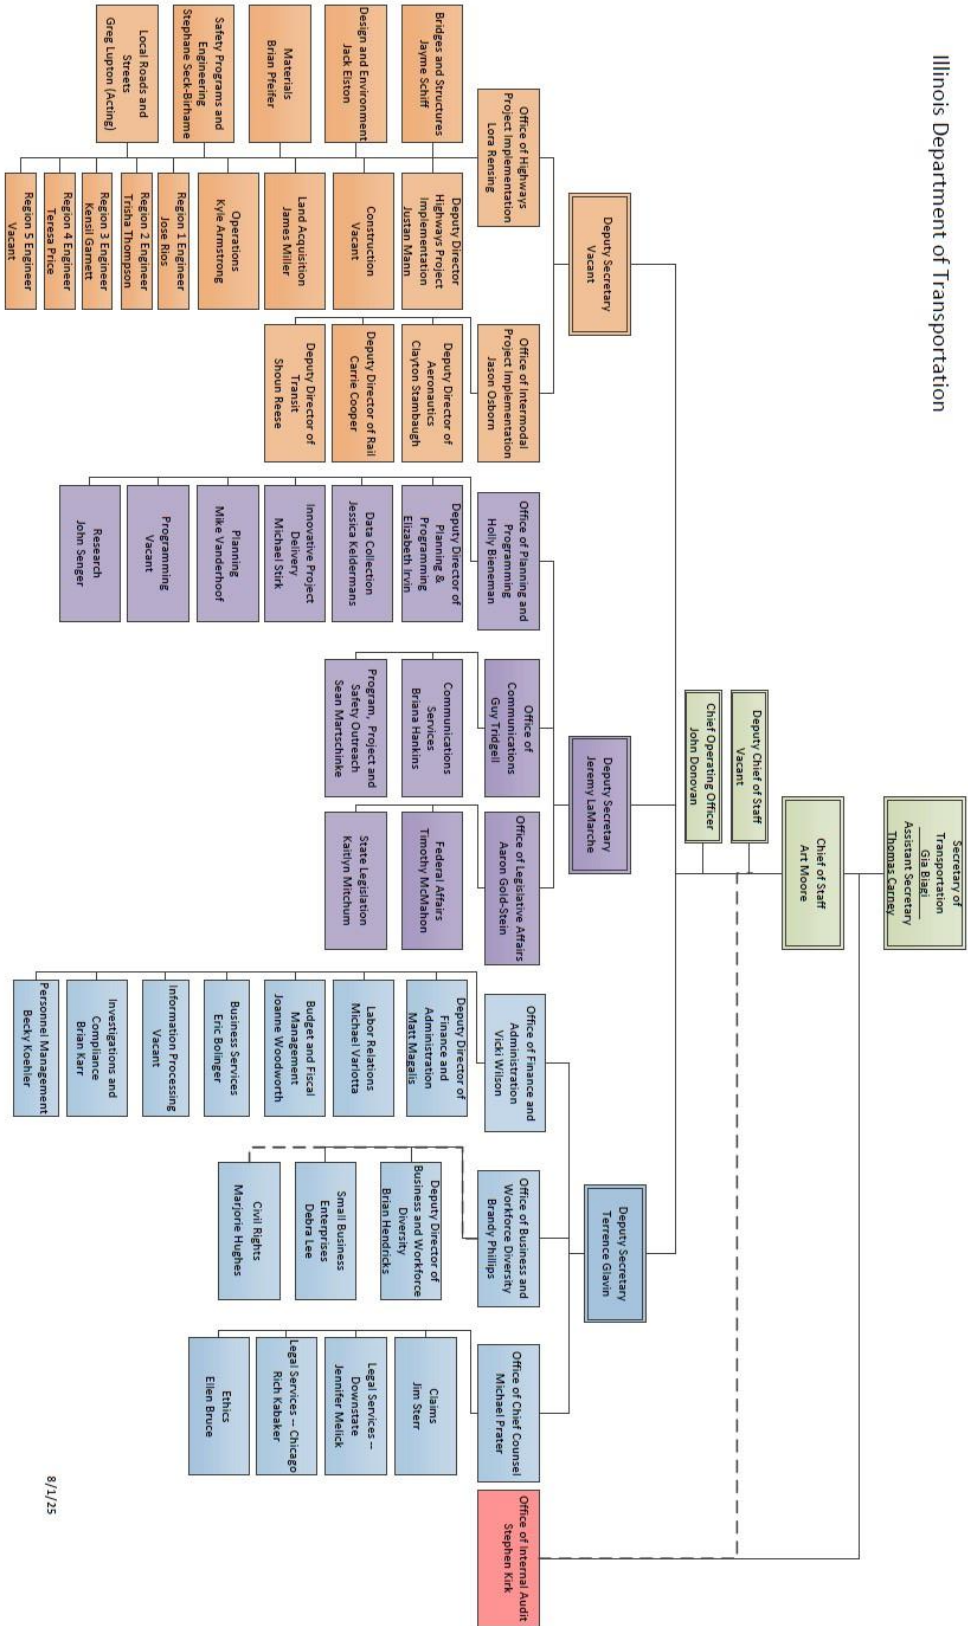 Illinois Department of Transportation
Secretary of
Transportation
Gia Biagi
Assistant Secretary
Thomas Carney
Chief of Staff
Art Moore
Deputy Chief of Staff
Vacant
Chief Operating Officer
John Donovan
Deputy Secretary
Vacant
Deputy Secretary
Jeremy LaMarche
Deputy Secretary
Terrence Glavin
Office of Highways
Project Implementation
Lora Rensing
Office of Intermodal
Project Implementation
Jason Osborn
Office of Planning and
Programming
Holly Bieneman
Office of
Communications
Guy Tridgell
Office of Legislative Affairs
Aaron Gold-Stein
Office of Finance and
Administration
Vicki Wilson
Office of Business and
Workforce Diversity
Brandy Phillips
Office of Chief Counsel
Michael Prater
Office of Internal Audit
Stephen Kirk
Bridges and Structures
Jayme Schiff
Design and Environment
Jack Elston
Materials
Brian Pfeifer
Safety Programs and
Engineering
Stephane Seck-Birhame
Local Roads and
Streets
Greg Lupton (Acting)
Deputy Director
Highways Project
Implementation
Justan Mann
Construction
Vacant
Land Acquisition
James Miller
Operations
Kyle Armstrong
Region 1 Engineer
Jose Rios
Region 2 Engineer
Trisha Thompson
Region 3 Engineer
Kensil Garnett
Region 4 Engineer
Teresa Price
Region 5 Engineer
Vacant
Deputy Director of
Aeronautics
Clayton Stambaugh
Deputy Director of Rail
Carrie Cooper
Deputy Director of
Transit
Shoun Reese
Deputy Director of
Planning &
Programming
Elizabeth Irvin
Data Collection
Jessica Keldermans
Innovative Project
Delivery
Michael Stirk
Planning
Mike Vanderhoof
Programming
Vacant
Research
John Senger
Communications
Services
Briana Hankins
Program, Project and
Safety Outreach
Sean Martschinke
Federal Affairs
Timothy McMahon
State Legislation
Kaitlyn Mitchum
Deputy Director of
Finance and
Administration
Matt Magalis
Labor Relations
Michael Varlotta
Budget and Fiscal
Management
Joanne Woodworth
Business Services
Eric Bolinger
Information Processing
Vacant
Investigations and
Compliance
Brian Karr
Personnel Management
Becky Koehler
Deputy Director of
Business and Workforce
Diversity
Brian Hendricks
Small Business
Enterprises
Debra Lee
Civil Rights
Marjorie Hughes
Claims
Jim Sterr
Legal Services --
Downstate
Jennifer Melick
Legal Services -- Chicago
Rich Kabaker
Ethics
Ellen Bruce
8/1/25